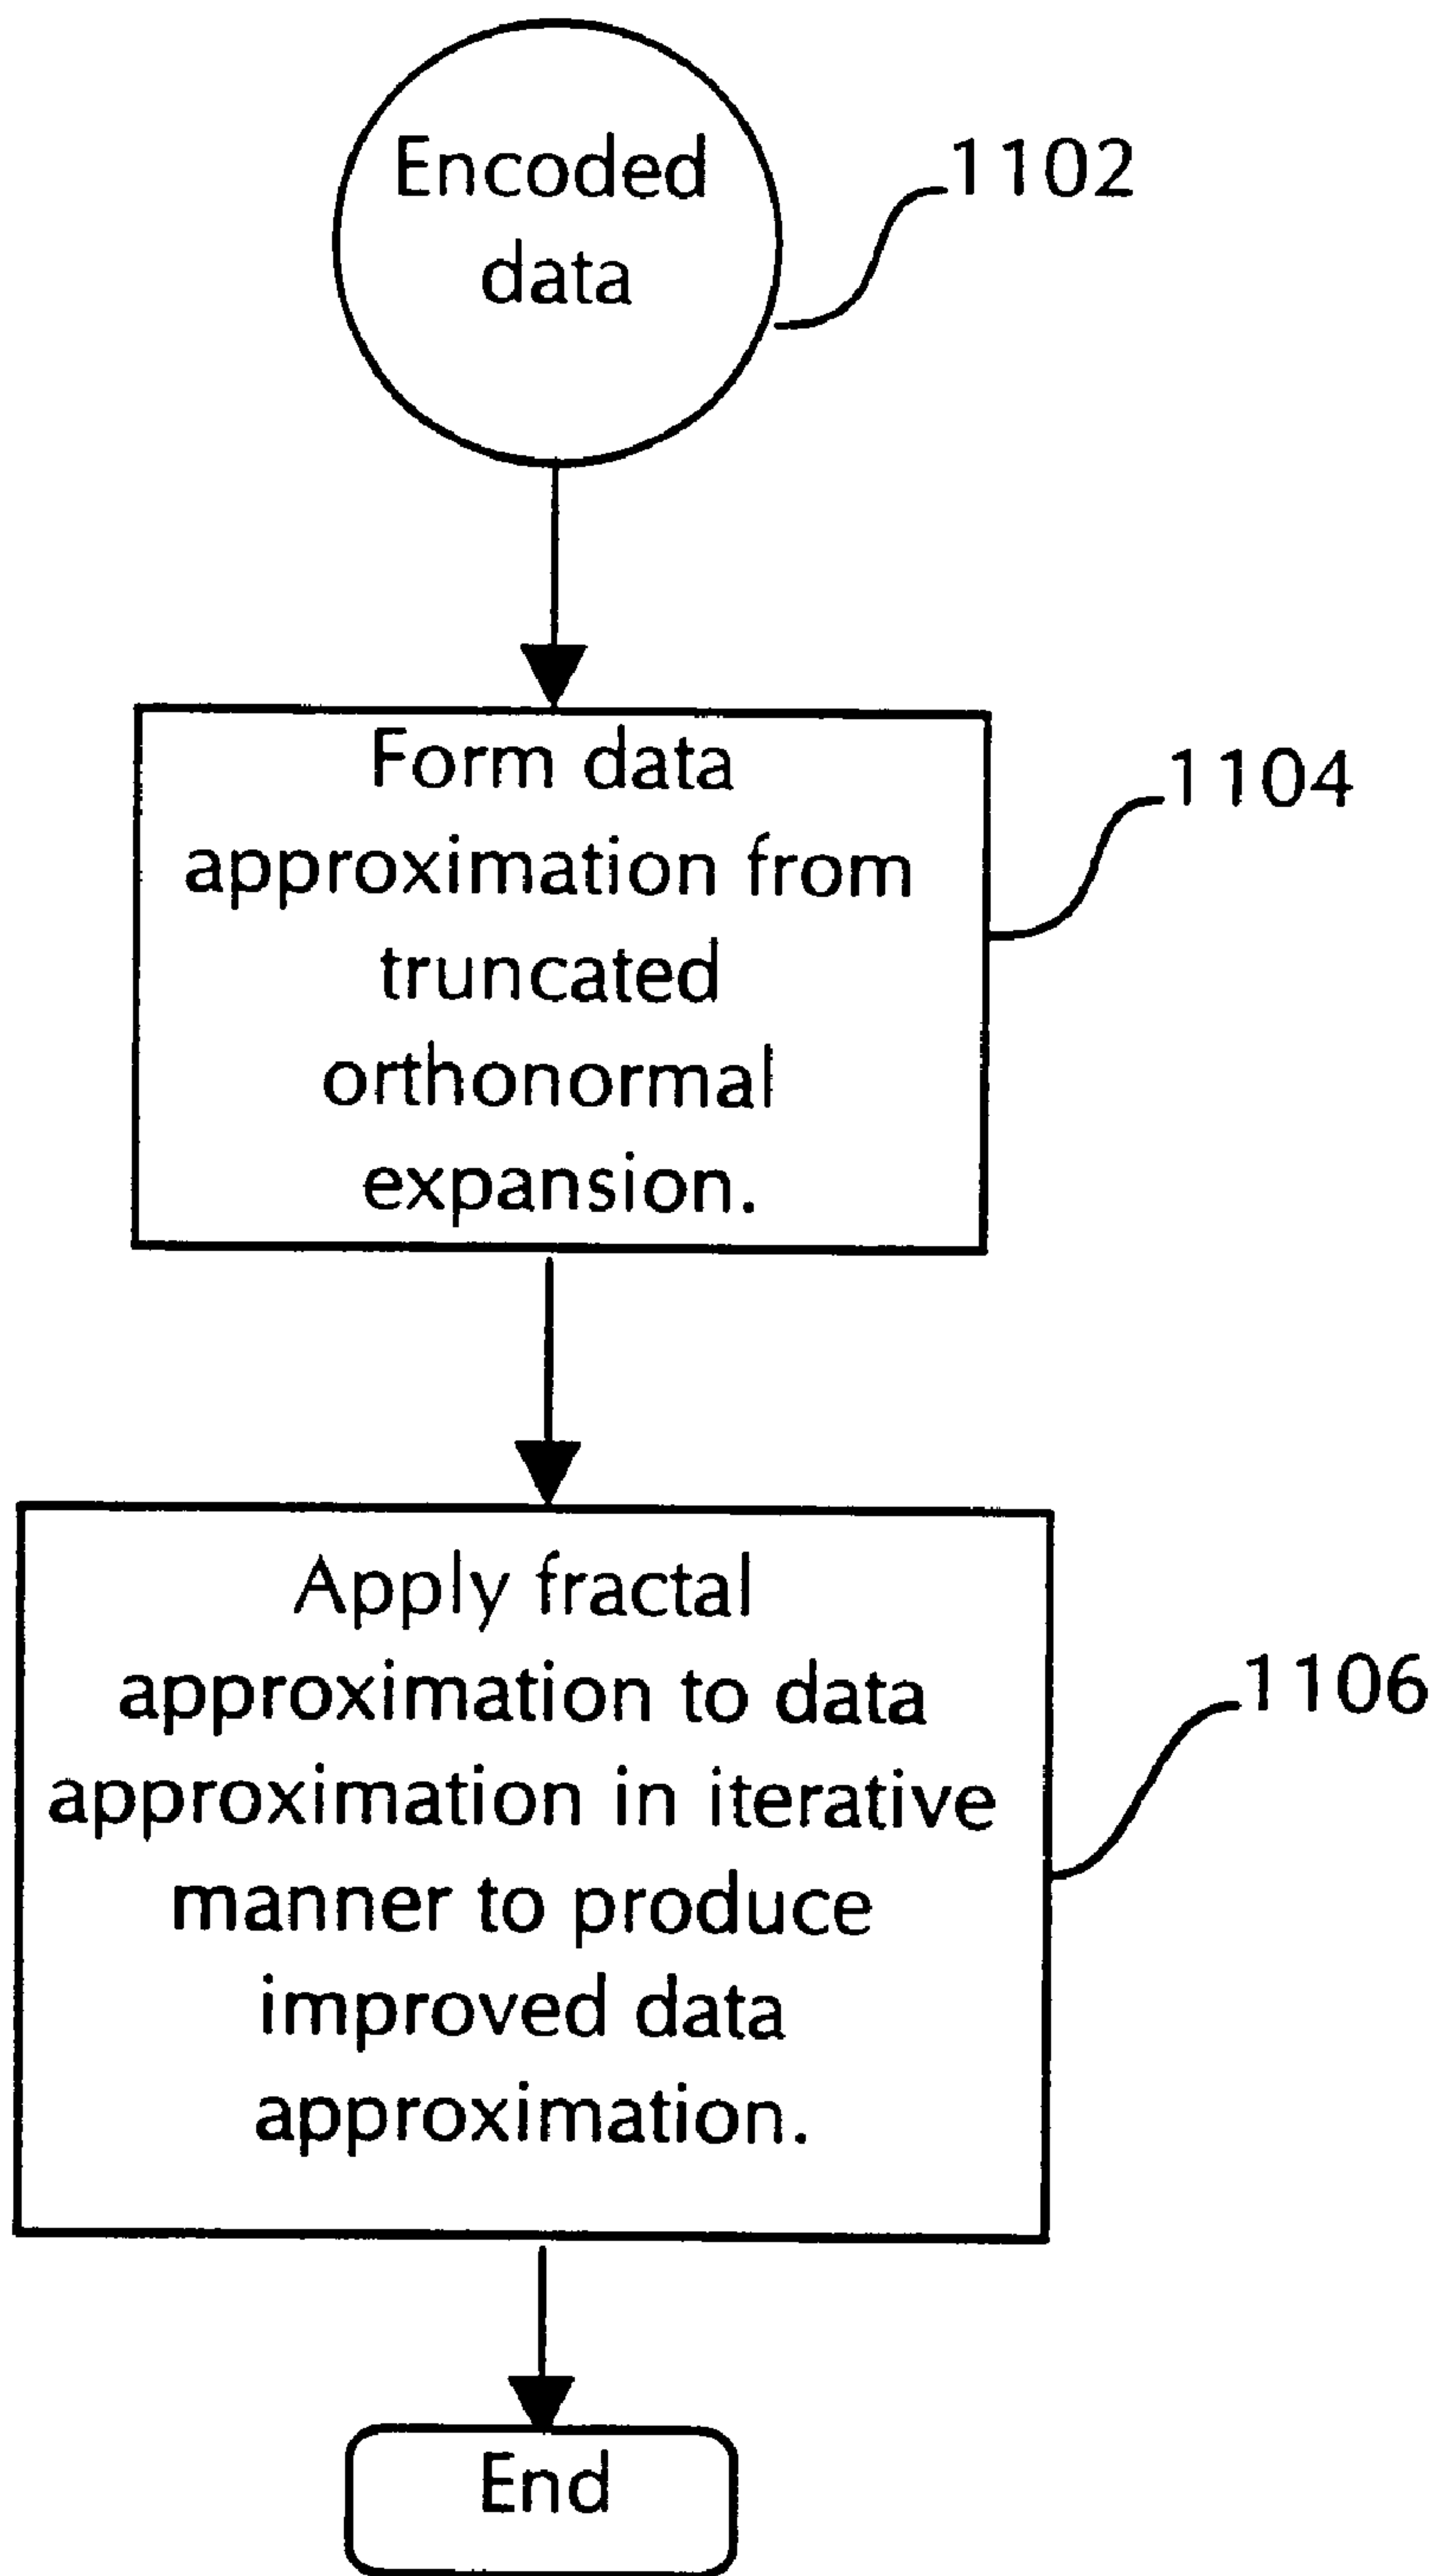 Encoded
data
1102
Form data
approximation from
truncated
orthonormal
expansion.
1104
Apply fractal
approximation to data
approximation in iterative
manner to produce
improved data
approximation.
1106
End